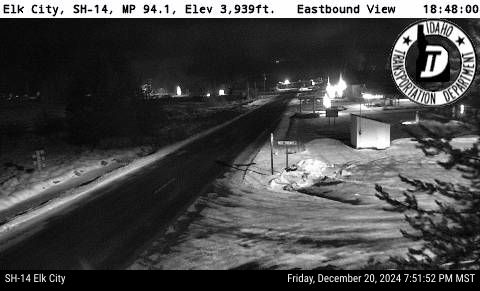 Elk City, SH-14, MP 94.1, Elev 3,939ft.   Eastbound View   18:48:00
IDAHO
TRANSPORTATION DEPARTMENT
SH-14 Elk City
Friday, December 20, 2024 7:51:52 PM MST